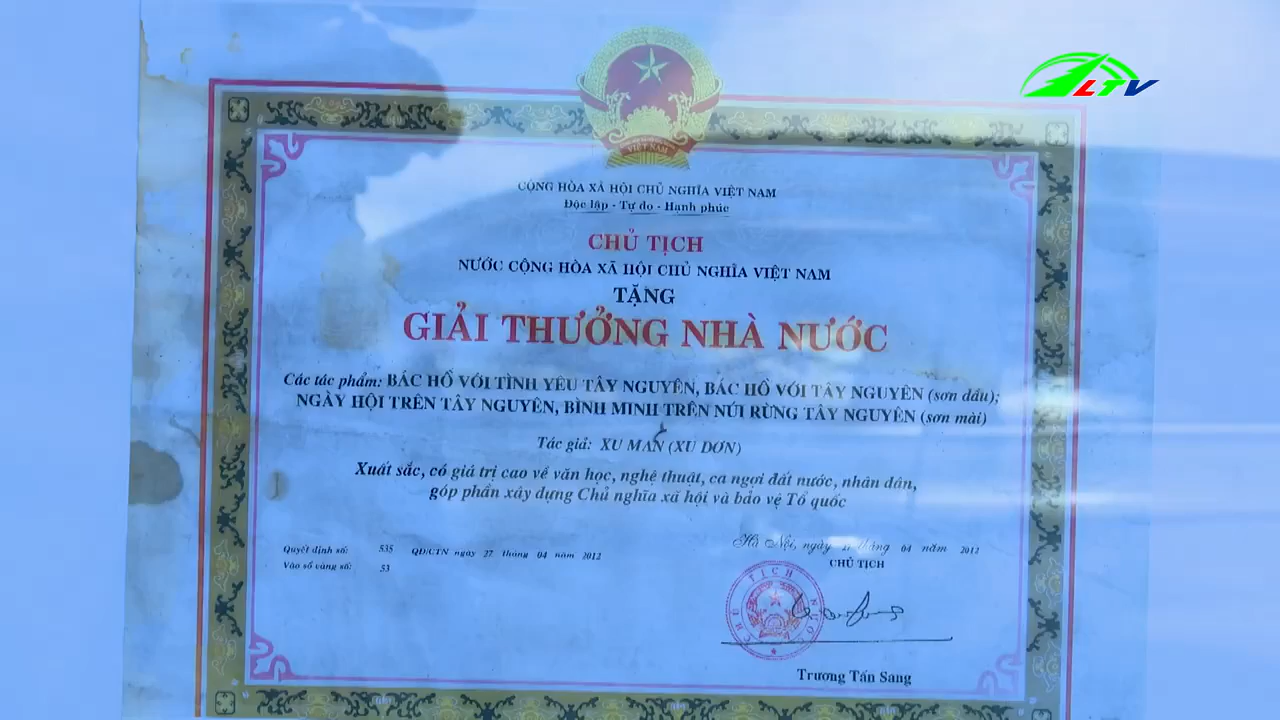 LTV
VIỆT NAM
CỘNG HÒA XÃ HỘI CHỦ NGHĨA VIỆT NAM
Độc lập - Tự do - Hạnh phúc
CHỦ TỊCH
NƯỚC CỘNG HÒA XÃ HỘI CHỦ NGHĨA VIỆT NAM
TẶNG
GIẢI THƯỞNG NHÀ NƯỚC
Các tác phẩm: BÁC HỒ VỚI TÌNH YÊU TÂY NGUYÊN, BÁC HỒ VỚI TÂY NGUYÊN (sơn dầu);
NGÀY HỘI TRÊN TÂY NGUYÊN, BÌNH MINH TRÊN NÚI RỪNG TÂY NGUYÊN (sơn mài)
Tác giả: XU MAN (XU DƠN)
Xuất sắc, có giá trị cao về văn học, nghệ thuật, ca ngợi đất nước, nhân dân,
góp phần xây dựng Chủ nghĩa xã hội và bảo vệ Tổ quốc
Quyết định số: 535 QĐ/CTN ngày 27 tháng 04 năm 2012
Vào sổ vàng số: 53
Hà Nội, ngày tháng 04 năm 2012
CHỦ TỊCH
CHỦ TỊCH NƯỚC
Trương Tấn Sang